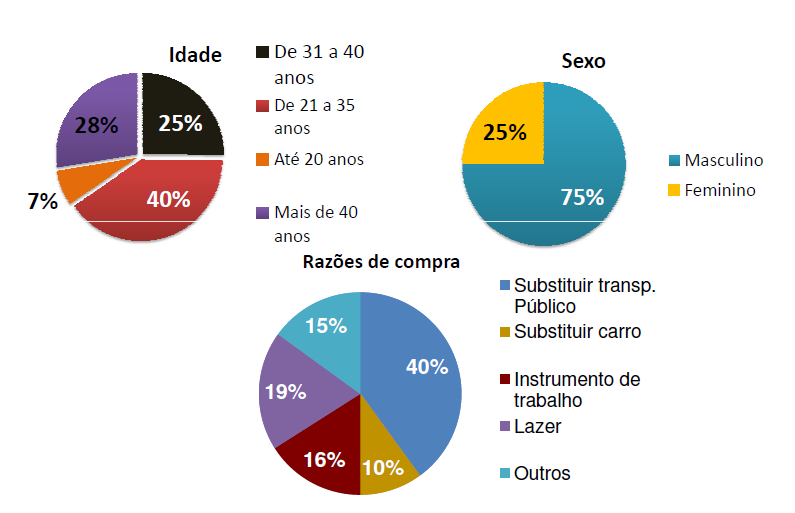 Idade
De 31 a 40
anos
De 21 a 35
anos
Até 20 anos
Mais de 40
anos
25%
40%
7%
28%
Sexo
25%
75%
Masculino
Feminino
Razões de compra
40%
10%
16%
19%
15%
Substituir transp.
Público
Substituir carro
Instrumento de
trabalho
Lazer
Outros